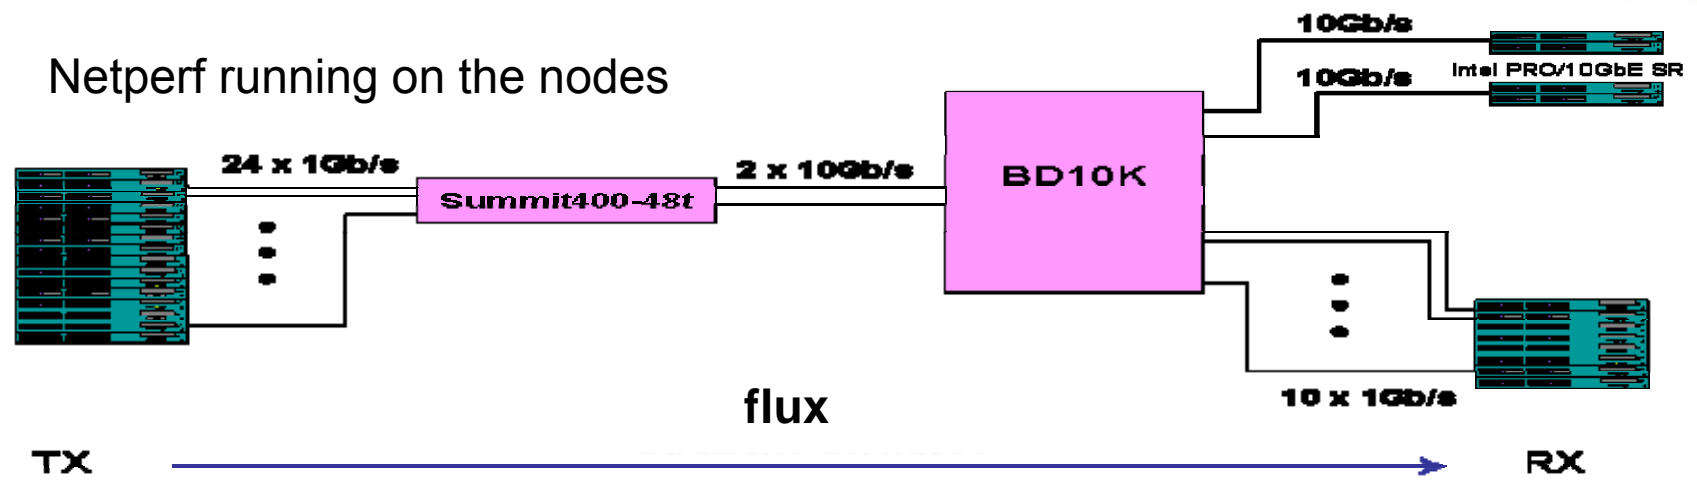 10Gb/s
Netperf running on the nodes
10Gb/s
Intel PRO/10GbE SR
24 x 1Gb/s
2 x 10Gb/s
BD10K
Summit400-48t
10 x 1Gb/s
flux
TX
RX